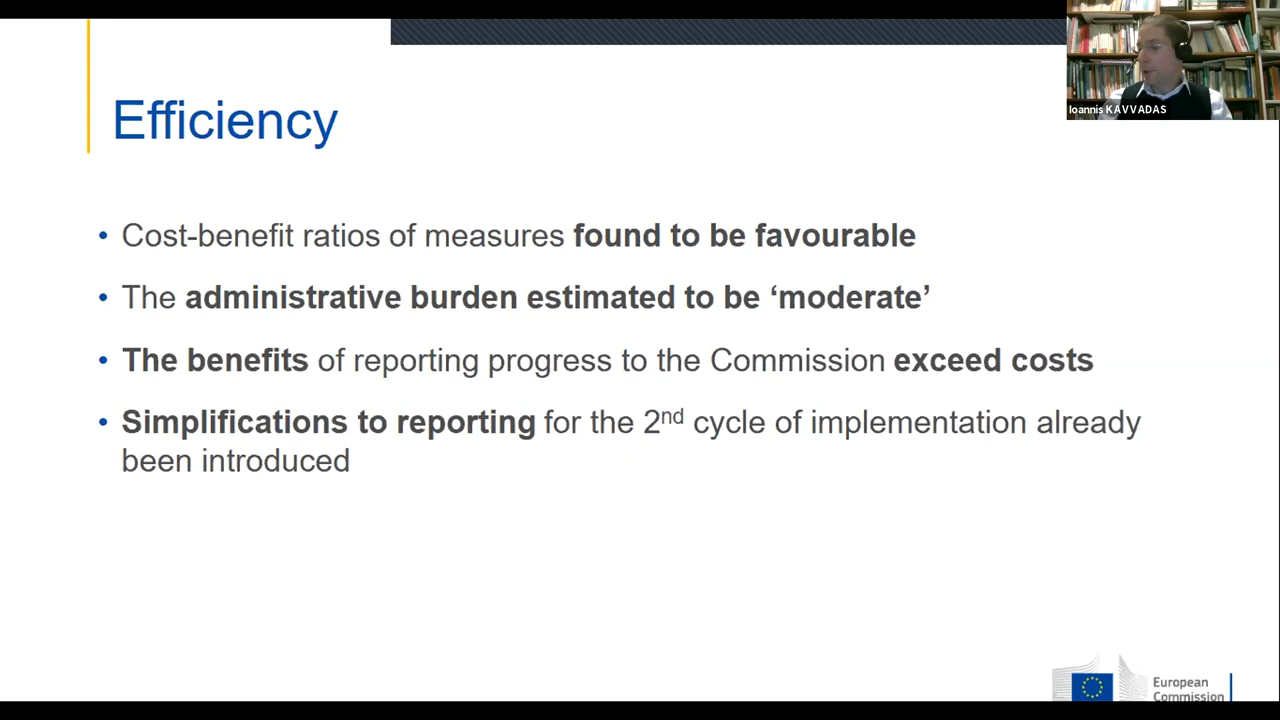 Ioannis KAVVADAS
Efficiency
• Cost-benefit ratios of measures found to be favourable
• The administrative burden estimated to be ‘moderate’
• The benefits of reporting progress to the Commission exceed costs
• Simplifications to reporting for the 2nd cycle of implementation already
been introduced
European
Commission